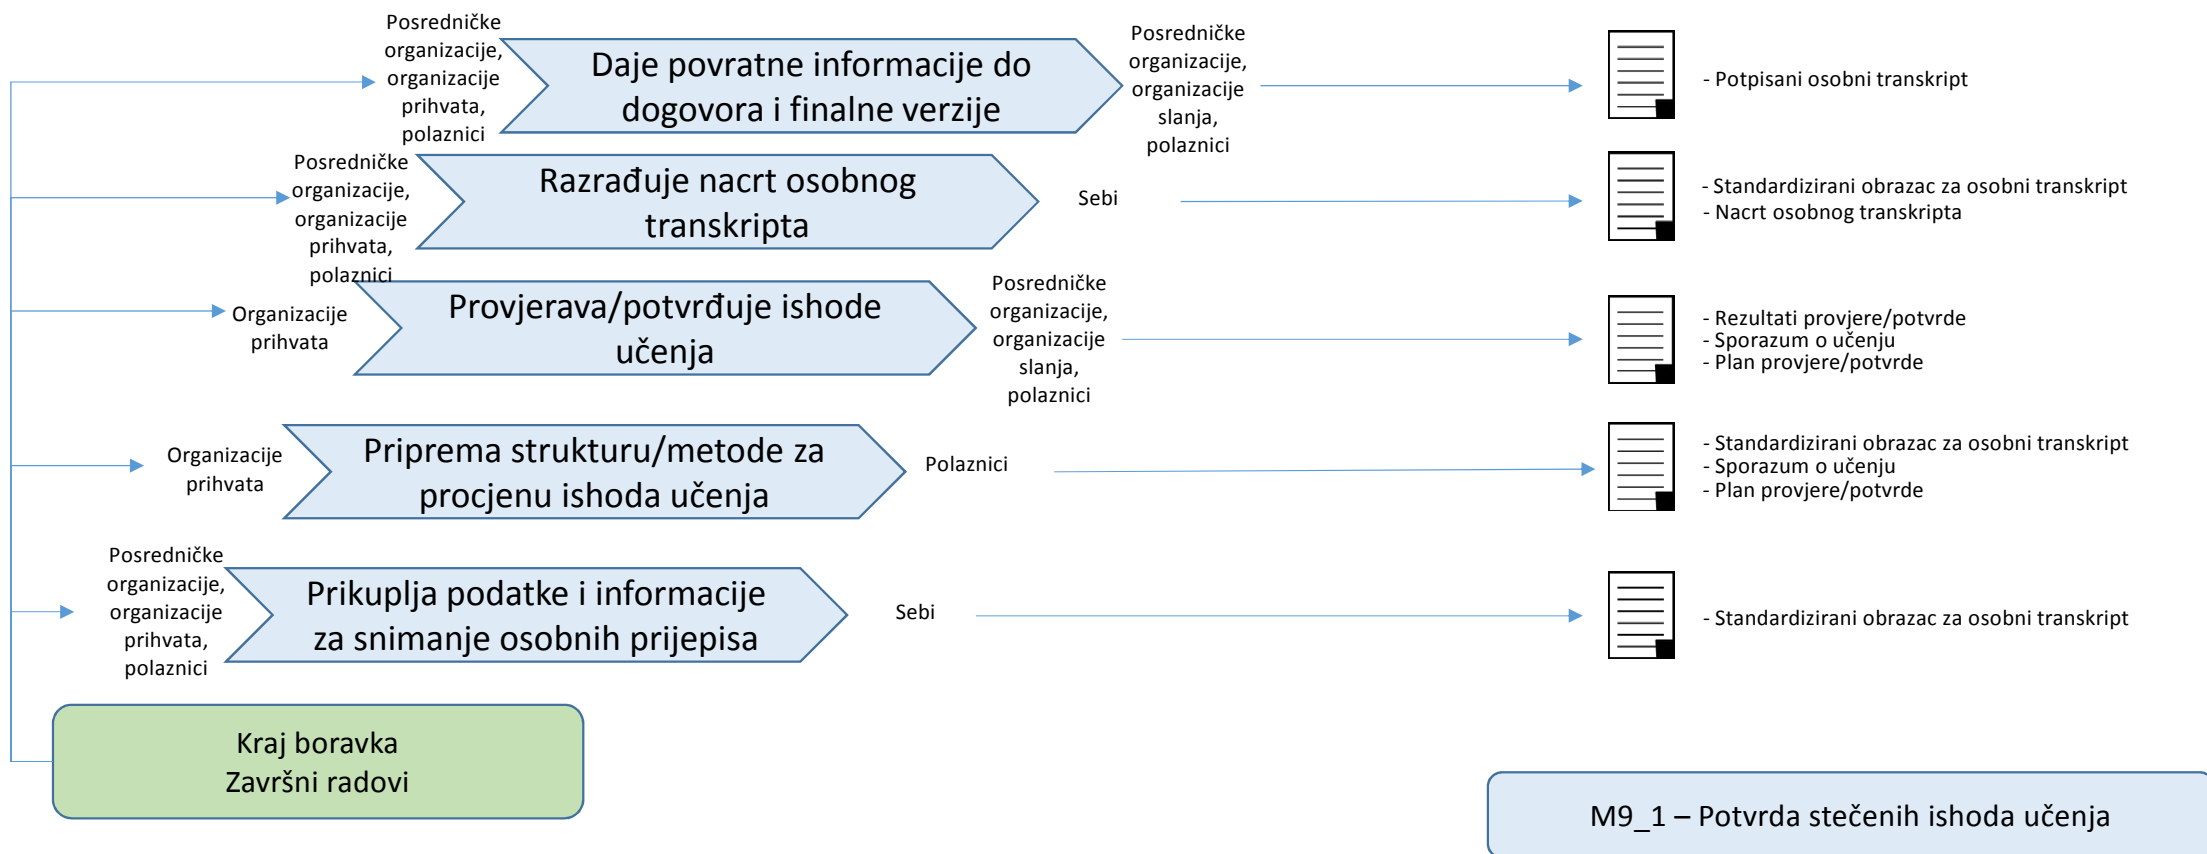 Posredničke
organizacije,
organizacije
prihvata,
polaznici
Daje povratne informacije do
dogovora i finalne verzije
Posredničke
organizacije,
organizacije
slanja,
polaznici
- Potpisani osobni transkript
Posredničke
organizacije,
organizacije
prihvata,
polaznici
Razrađuje nacrt osobnog
transkripta
Sebi
- Standardizirani obrazac za osobni transkript
- Nacrt osobnog transkripta
Organizacije
prihvata
Provjerava/potvrđuje ishode
učenja
Posredničke
organizacije,
organizacije
slanja,
polaznici
- Rezultati provjere/potvrde
- Sporazum o učenju
- Plan provjere/potvrde
Organizacije
prihvata
Priprema strukturu/metode za
procjenu ishoda učenja
Polaznici
- Standardizirani obrazac za osobni transkript
- Sporazum o učenju
- Plan provjere/potvrde
Posredničke
organizacije,
organizacije
prihvata,
polaznici
Prikuplja podatke i informacije
za snimanje osobnih prijepisa
Sebi
- Standardizirani obrazac za osobni transkript
Kraj boravka
Završni radovi
M9_1 – Potvrda stečenih ishoda učenja